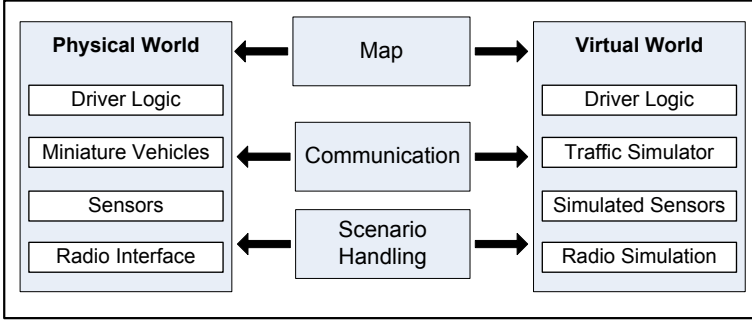 Physical World
Driver Logic
Miniature Vehicles
Sensors
Radio Interface
Map
Communication
Scenario
Handling
Virtual World
Driver Logic
Traffic Simulator
Simulated Sensors
Radio Simulation